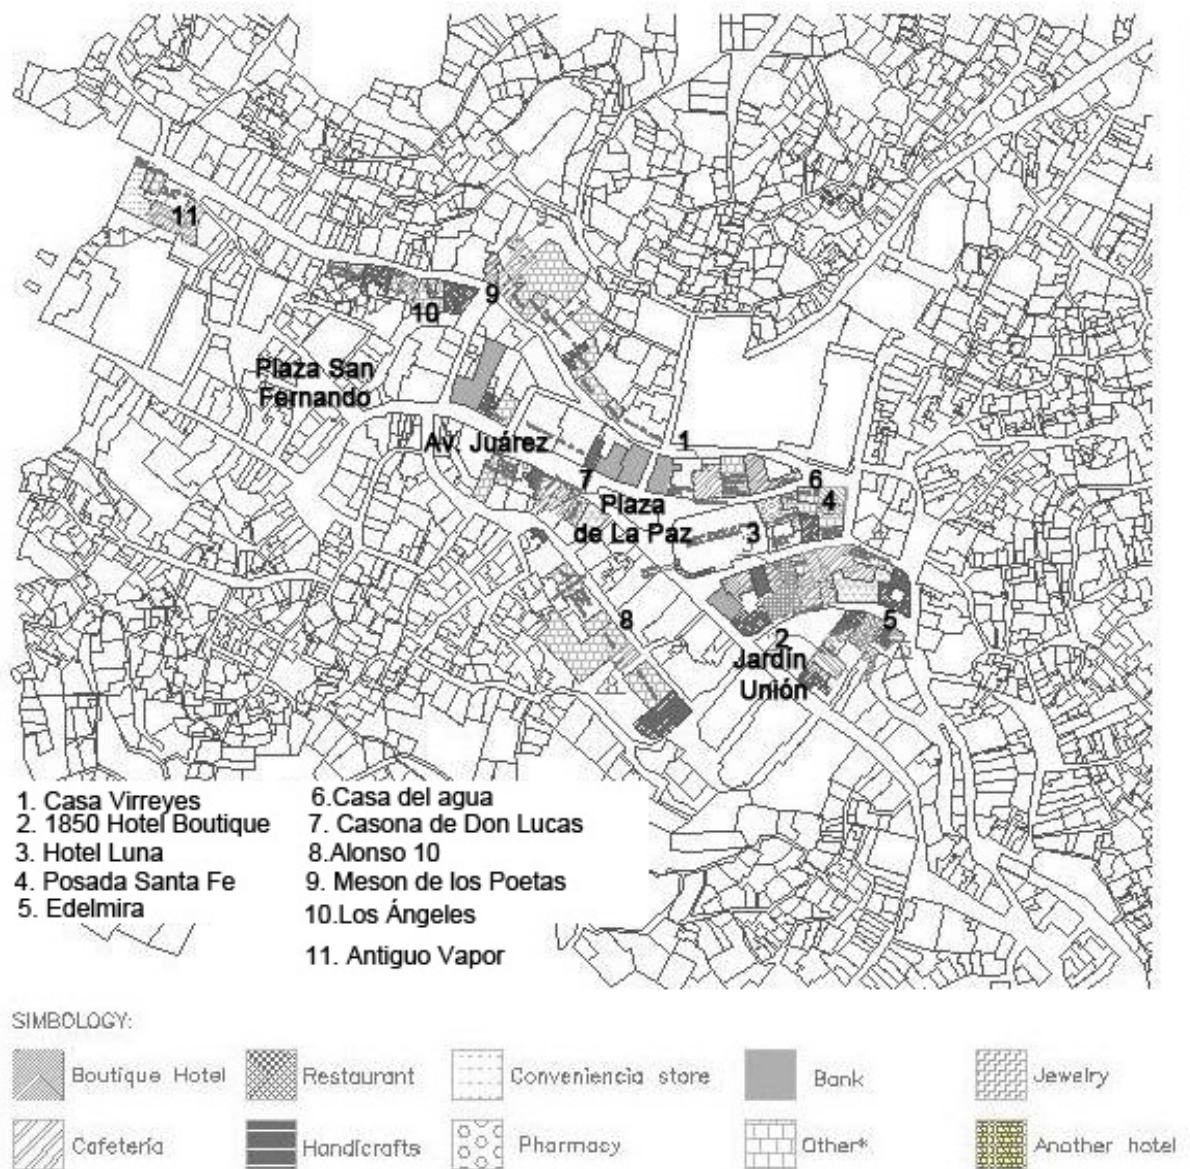 11
9
10
Plaza San
Fernando
Av. Juárez
1
7
6
Plaza
de La Paz
4
3
8
5
2
Jardín
Unión
1. Casa Virreyes
2. 1850 Hotel Boutique
3. Hotel Luna
4. Posada Santa Fe
5. Edelmira
6.Casa del agua
7. Casona de Don Lucas
8.Alonso 10
9. Meson de los Poetas
10.Los Ángeles
11. Antiguo Vapor
SIMBOLOGY:
Boutique Hotel
Restaurant
Conveniencia store
Bank
Jewelry
Cafetería
Handicrafts
Pharmacy
Other*
Another hotel